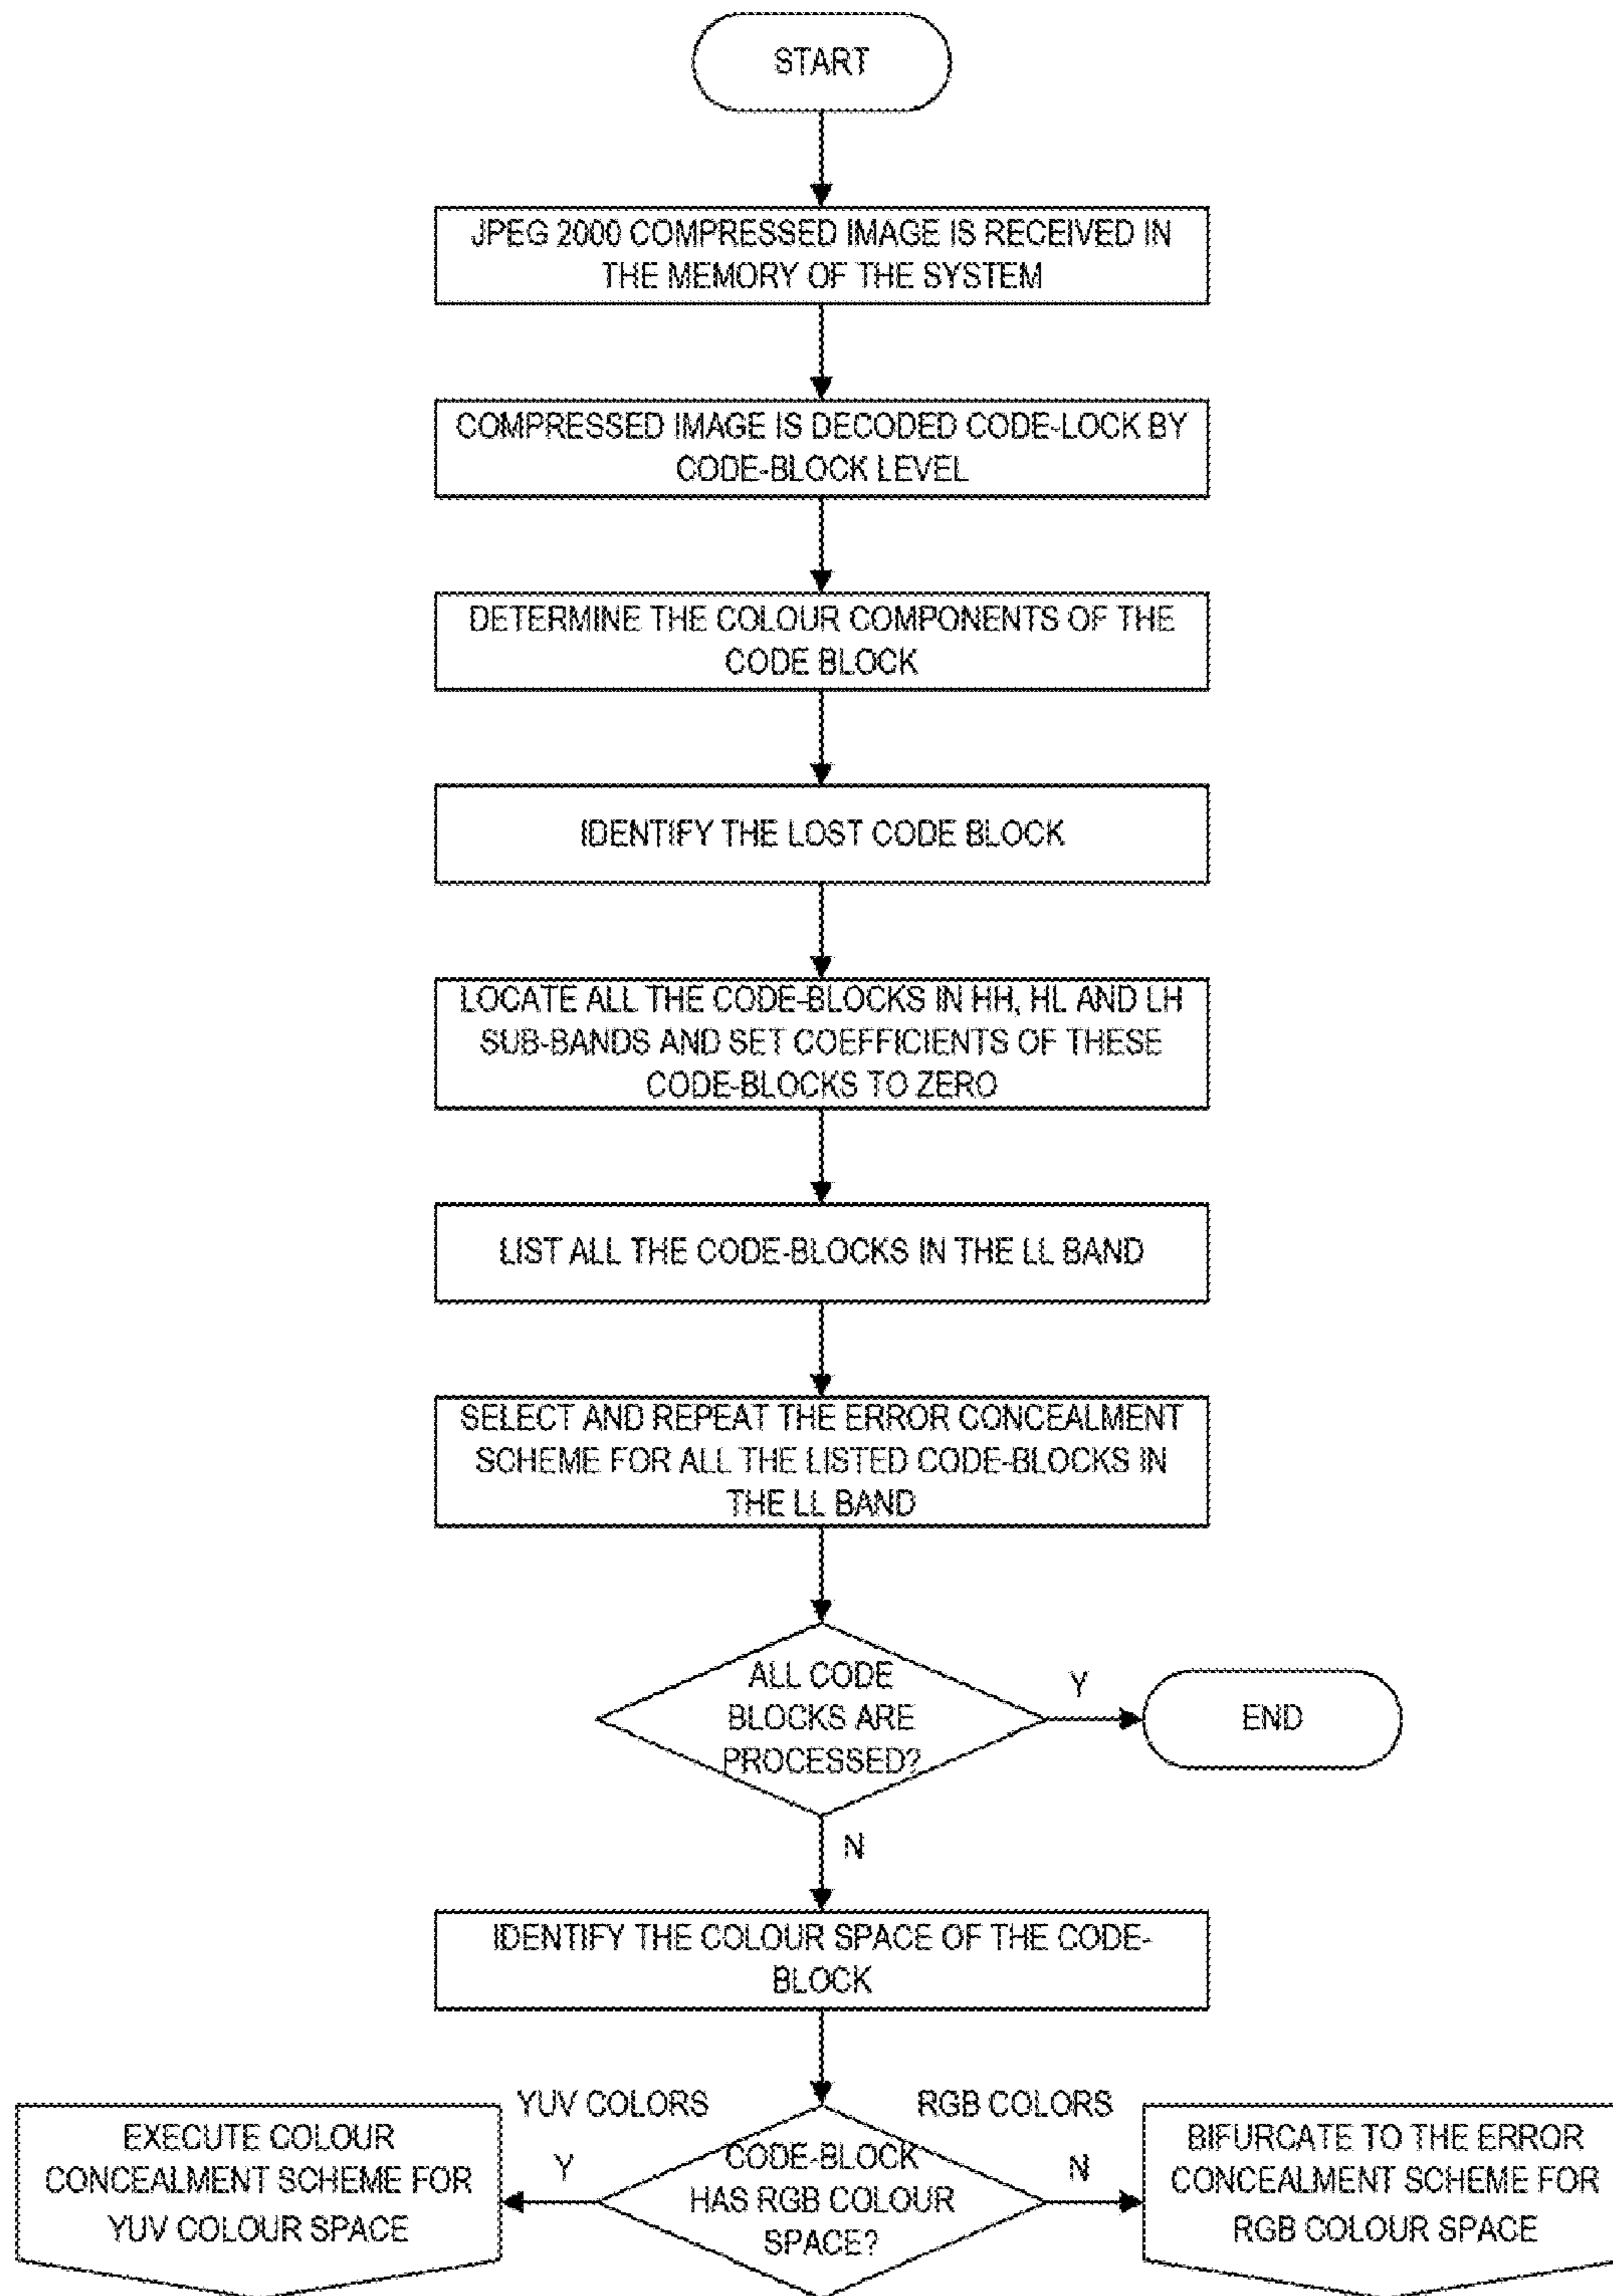 START
JPEG 2000 COMPRESSED IMAGE IS RECEIVED IN
THE MEMORY OF THE SYSTEM
COMPRESSED IMAGE IS DECODED CODE-LOCK BY
CODE-BLOCK LEVEL
DETERMINE THE COLOUR COMPONENTS OF THE
CODE BLOCK
IDENTIFY THE LOST CODE BLOCK
LOCATE ALL THE CODE-BLOCKS IN HH, HL AND LH
SUB-BANDS AND SET COEFFICIENTS OF THESE
CODE-BLOCKS TO ZERO
LIST ALL THE CODE-BLOCKS IN THE LL BAND
SELECT AND REPEAT THE ERROR CONCEALMENT
SCHEME FOR ALL THE LISTED CODE-BLOCKS IN
THE LL BAND
ALL CODE
BLOCKS ARE
PROCESSED?
Y
END
N
IDENTIFY THE COLOUR SPACE OF THE CODE-
BLOCK
YUV COLORS
RGB COLORS
EXECUTE COLOUR
CONCEALMENT SCHEME FOR
YUV COLOUR SPACE
Y
CODE-BLOCK
HAS RGB COLOUR
SPACE?
N
BIFURCATE TO THE ERROR
CONCEALMENT SCHEME FOR
RGB COLOUR SPACE